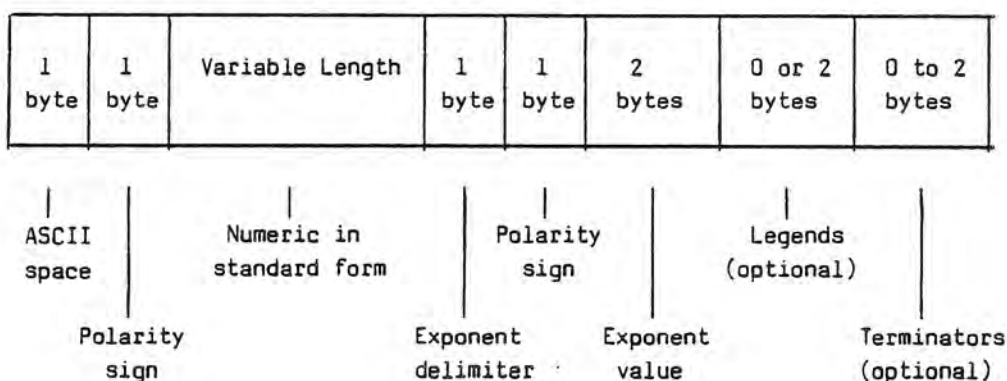 1 1 Variable Length 1 1 2 0 or 2 0 to 2
byte byte byte byte bytes bytes bytes
ASCII Numeric in Polarity Legends
space standard form sign (optional)
Polarity Exponent Exponent Terminators
sign delimiter value (optional)